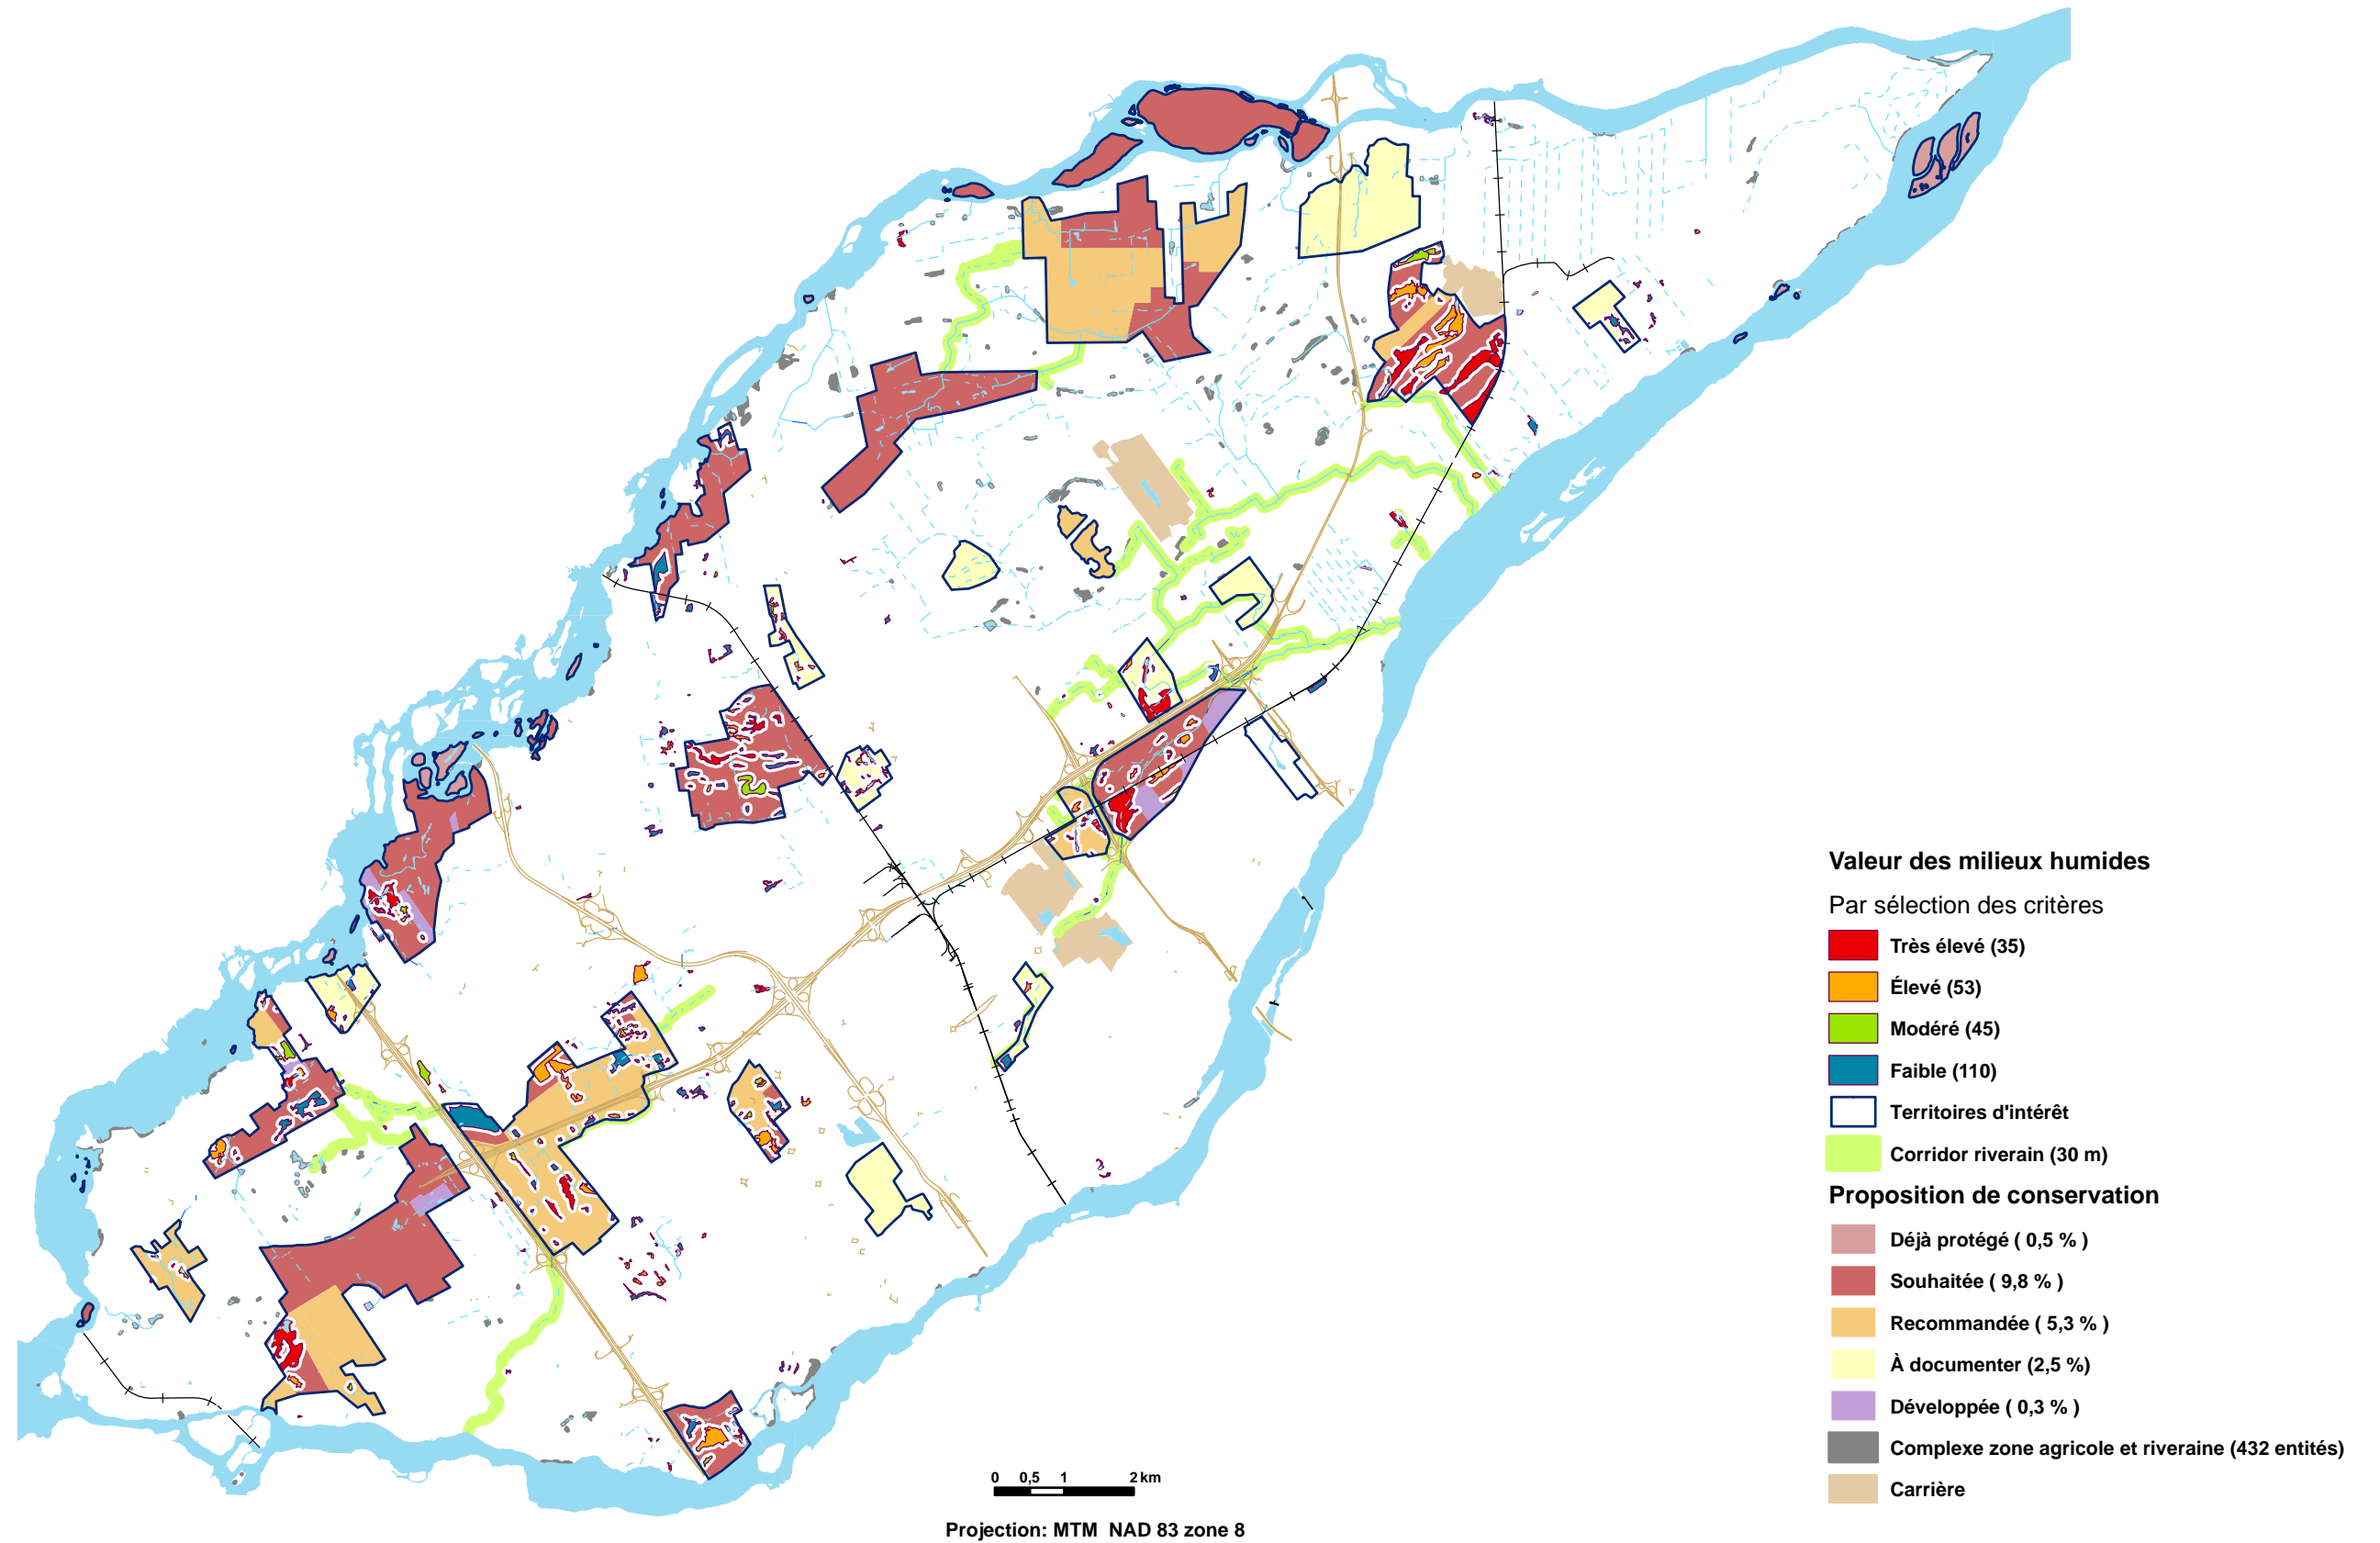 Valeur des milieux humides
Par sélection des critères
Très élevé (35)
Élevé (53)
Modéré (45)
Faible (110)
Territoires d'intérêt
Corridor riverain (30 m)
Proposition de conservation
Déjà protégé ( 0,5 % )
Souhaitée ( 9,8 % )
Recommandée ( 5,3 % )
À documenter (2,5 %)
Développée ( 0,3 % )
Complexe zone agricole et riveraine (432 entités)
Carrière
0 0,5 1 2 km
Projection: MTM NAD 83 zone 8